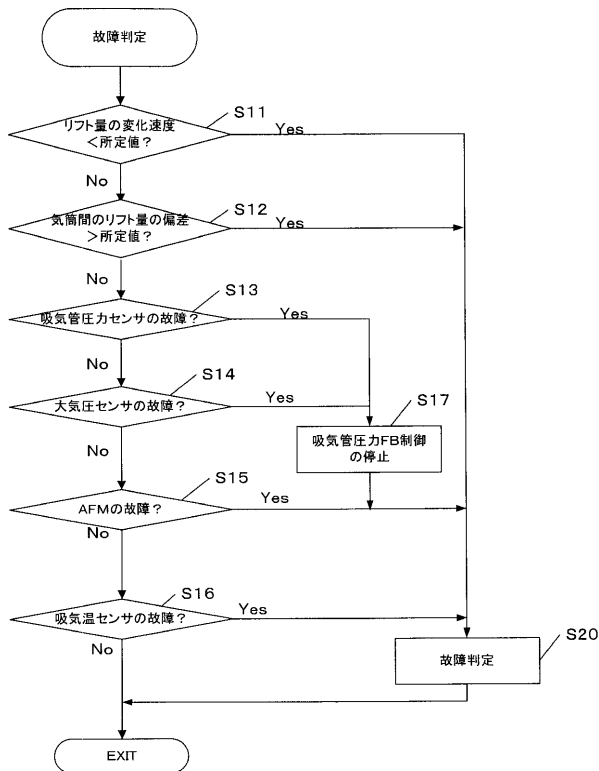 故障判定
リフト量の変化速度
＜所定値？
S11
Yes
No
気筒間のリフト量の偏差
＞所定値？
S12
Yes
No
吸気管圧力センサの故障？
S13
Yes
No
大気圧センサの故障？
S14
Yes
No
吸気管圧力FB制御
の停止
S17
AFMの故障？
S15
Yes
No
吸気温センサの故障？
S16
Yes
No
故障判定
S20
EXIT